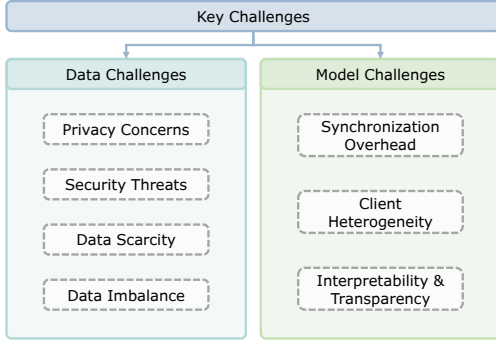 Key Challenges
Data Challenges
Privacy Concerns
Security Threats
Data Scarcity
Data Imbalance
Model Challenges
Synchronization
Overhead
Client
Heterogeneity
Interpretability &
Transparency